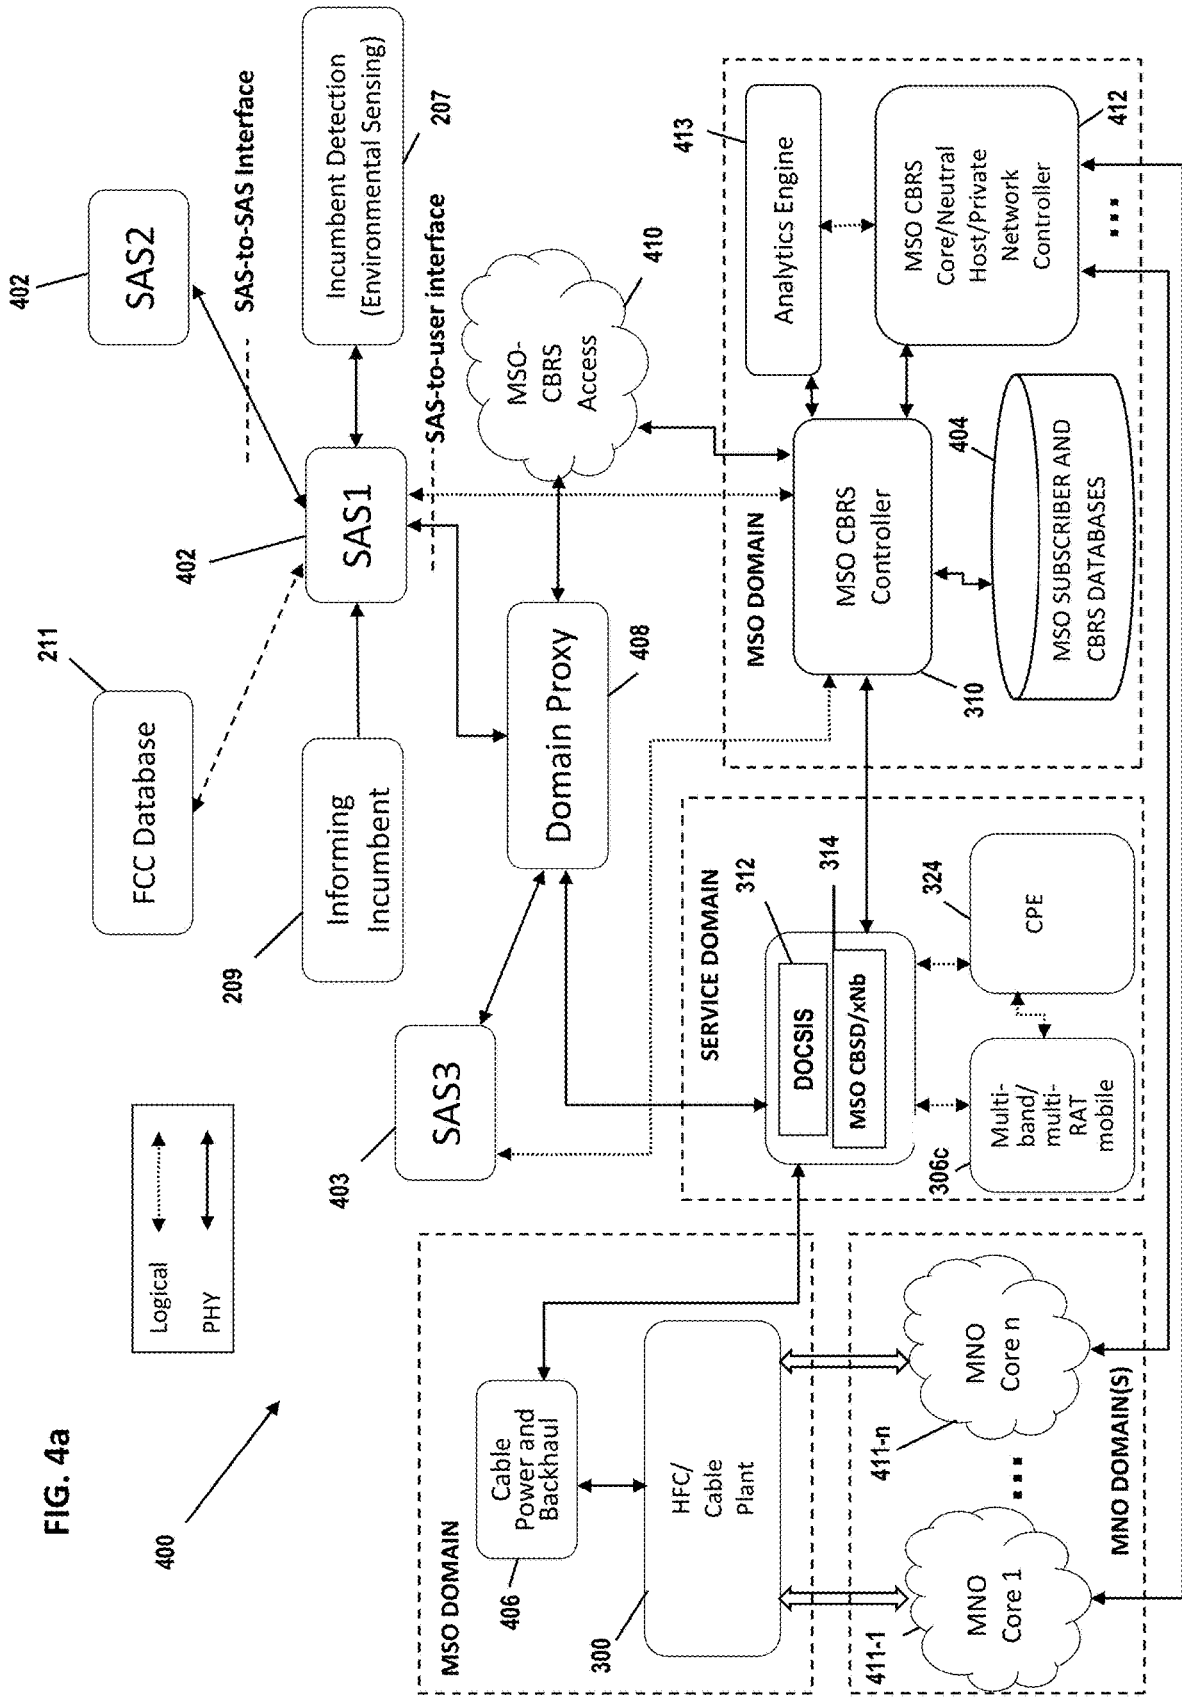 FIG. 4a
400
Logical
PHY
FCC Database
211
402
SAS2
SAS-to-SAS Interface
209
Informing
Incumbent
402
SAS1
Incumbent Detection
(Environmental Sensing)
207
SAS-to-user interface
403
SAS3
Domain Proxy
408
MSO-
CBRS
Access
410
MSO DOMAIN
406
Cable
Power and
Backhaul
300
HFC/
Cable
Plant
SERVICE DOMAIN
312
DOCSIS
314
MSO CBSD/xNb
306c
Multi-
band/
multi-
RAT
mobile
324
CPE
MSO DOMAIN
413
Analytics Engine
310
MSO CBRS
Controller
412
MSO CBRS
Core/Neutral
Host/Private
Network
Controller
...
404
MSO SUBSCRIBER AND
CBRS DATABASES
411-1
MNO
Core 1
...
411-n
MNO
Core n
MNO DOMAIN(S)